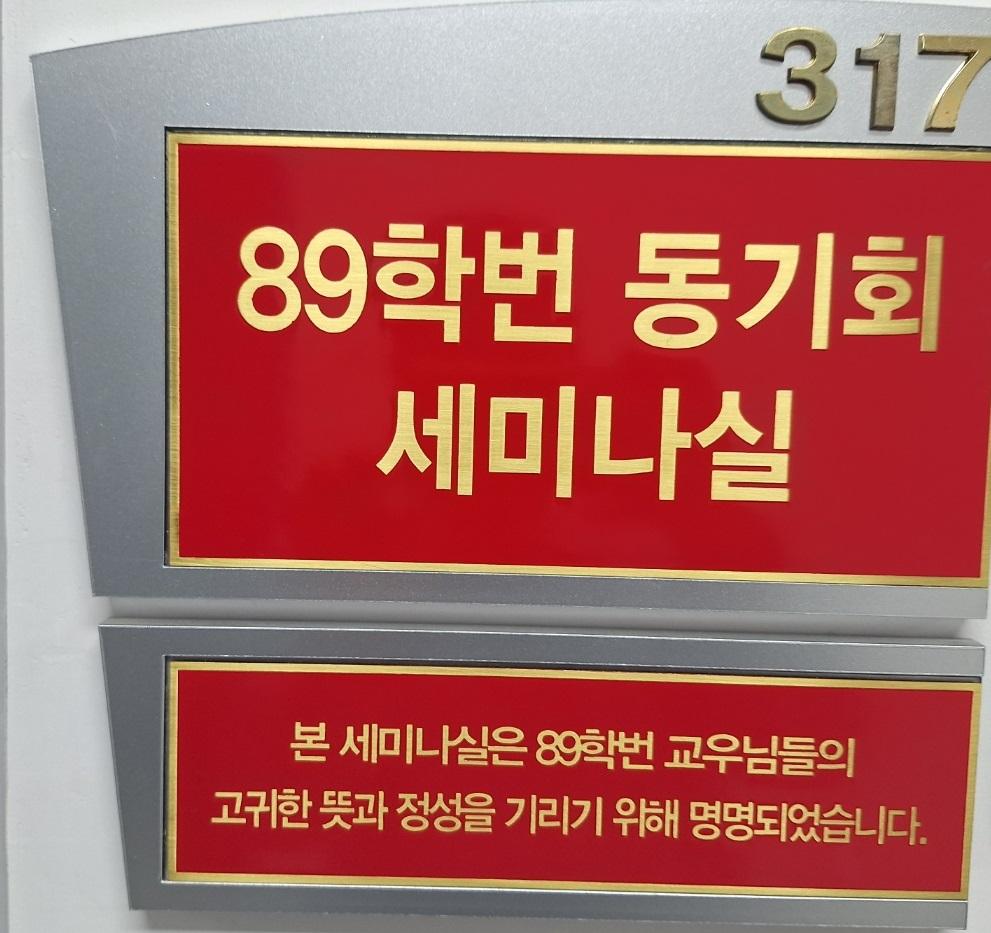 317
89학번 동기회
세미나실
본 세미나실은 89학번 교우님들의
고귀한 뜻과 정성을 기리기 위해 명명되었습니다.